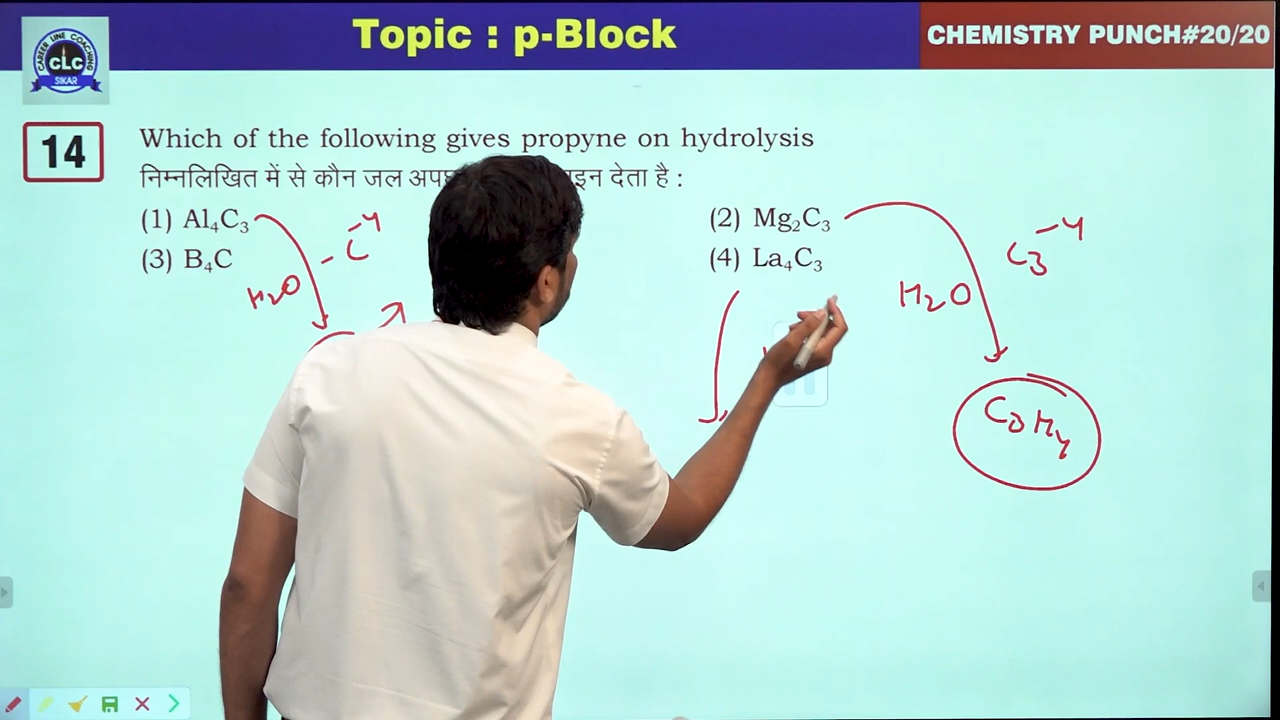 Topic : p-Block
CHEMISTRY PUNCH#20/20
CAREER LINE COACHING
CLC
SIKAR
14
Which of the following gives propyne on hydrolysis
निम्नलिखित में से कौन जल देता है :
(1) Al₄C₃
(2) Mg₂C₃
(3) B₄C
(4) La₄C₃
C⁻⁴
H₂O
C₃⁻⁴
H₂O
C₃H₄